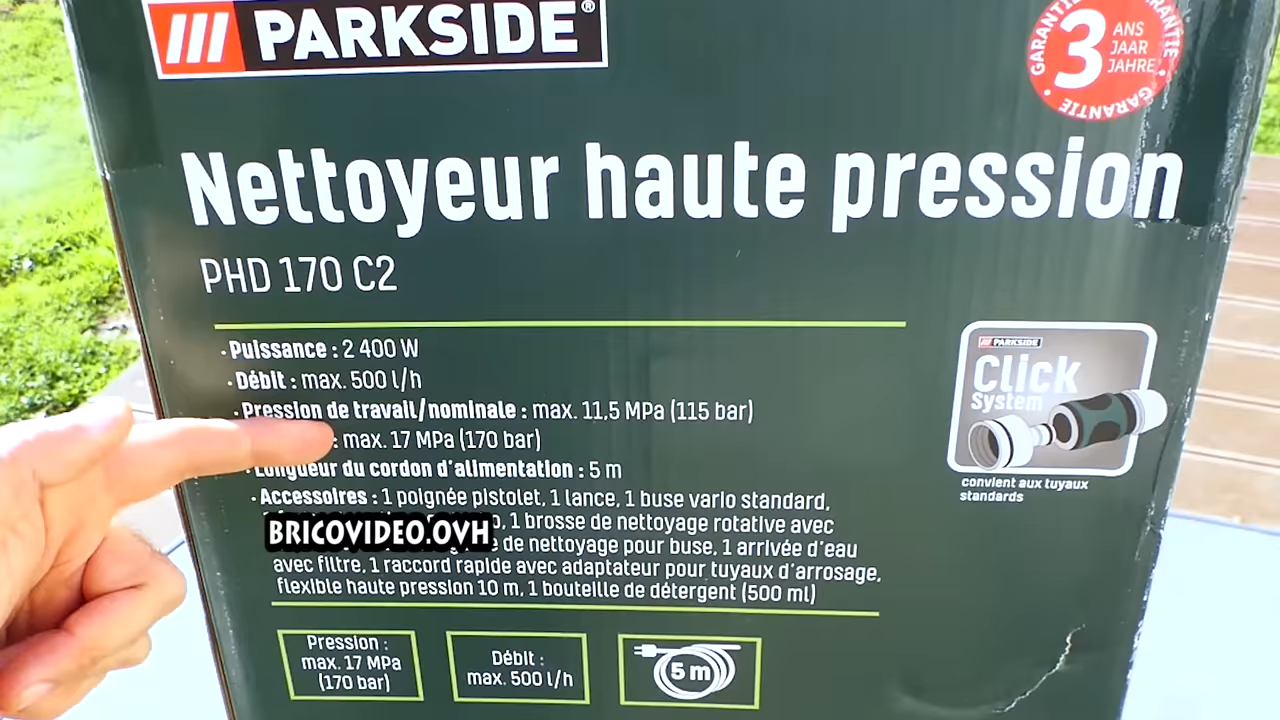 PARKSIDE®
GARANTIE
3 ANS
JAAR
JAHRE
GARANTIE
Nettoyeur haute pression
PHD 170 C2
· Puissance : 2 400 W
· Débit : max. 500 l/h
· Pression de travail/nominale : max. 11,5 MPa (115 bar)
: max. 17 MPa (170 bar)
· Longueur du cordon d'alimentation : 5 m
· Accessoires : 1 poignée pistolet, 1 lance, 1 buse vario standard,
, 1 brosse de nettoyage rotative avec
BRICOVIDEO.OVH
de nettoyage pour buse, 1 arrivée d'eau
avec filtre, 1 raccord rapide avec adaptateur pour tuyaux d'arrosage,
flexible haute pression 10 m, 1 bouteille de détergent (500 ml)
PARKSIDE
Click
System
convient aux tuyaux
standards
Pression :
max. 17 MPa
(170 bar)
Débit :
max. 500 l/h
5 m